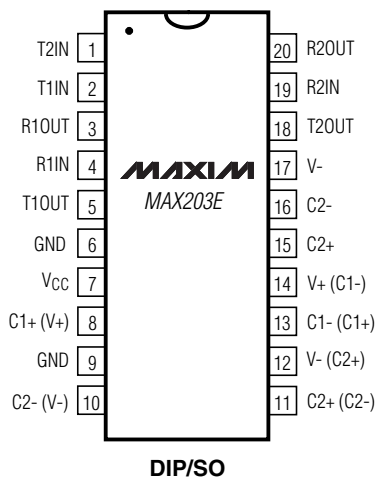 T2IN 1
T1IN 2
R1OUT 3
R1IN 4
T1OUT 5
GND 6
VCC 7
C1+ (V+) 8
GND 9
C2- (V-) 10
MAXIM
MAX203E
20 R2OUT
19 R2IN
18 T2OUT
17 V-
16 C2-
15 C2+
14 V+ (C1-)
13 C1- (C1+)
12 V- (C2+)
11 C2+ (C2-)
DIP/SO